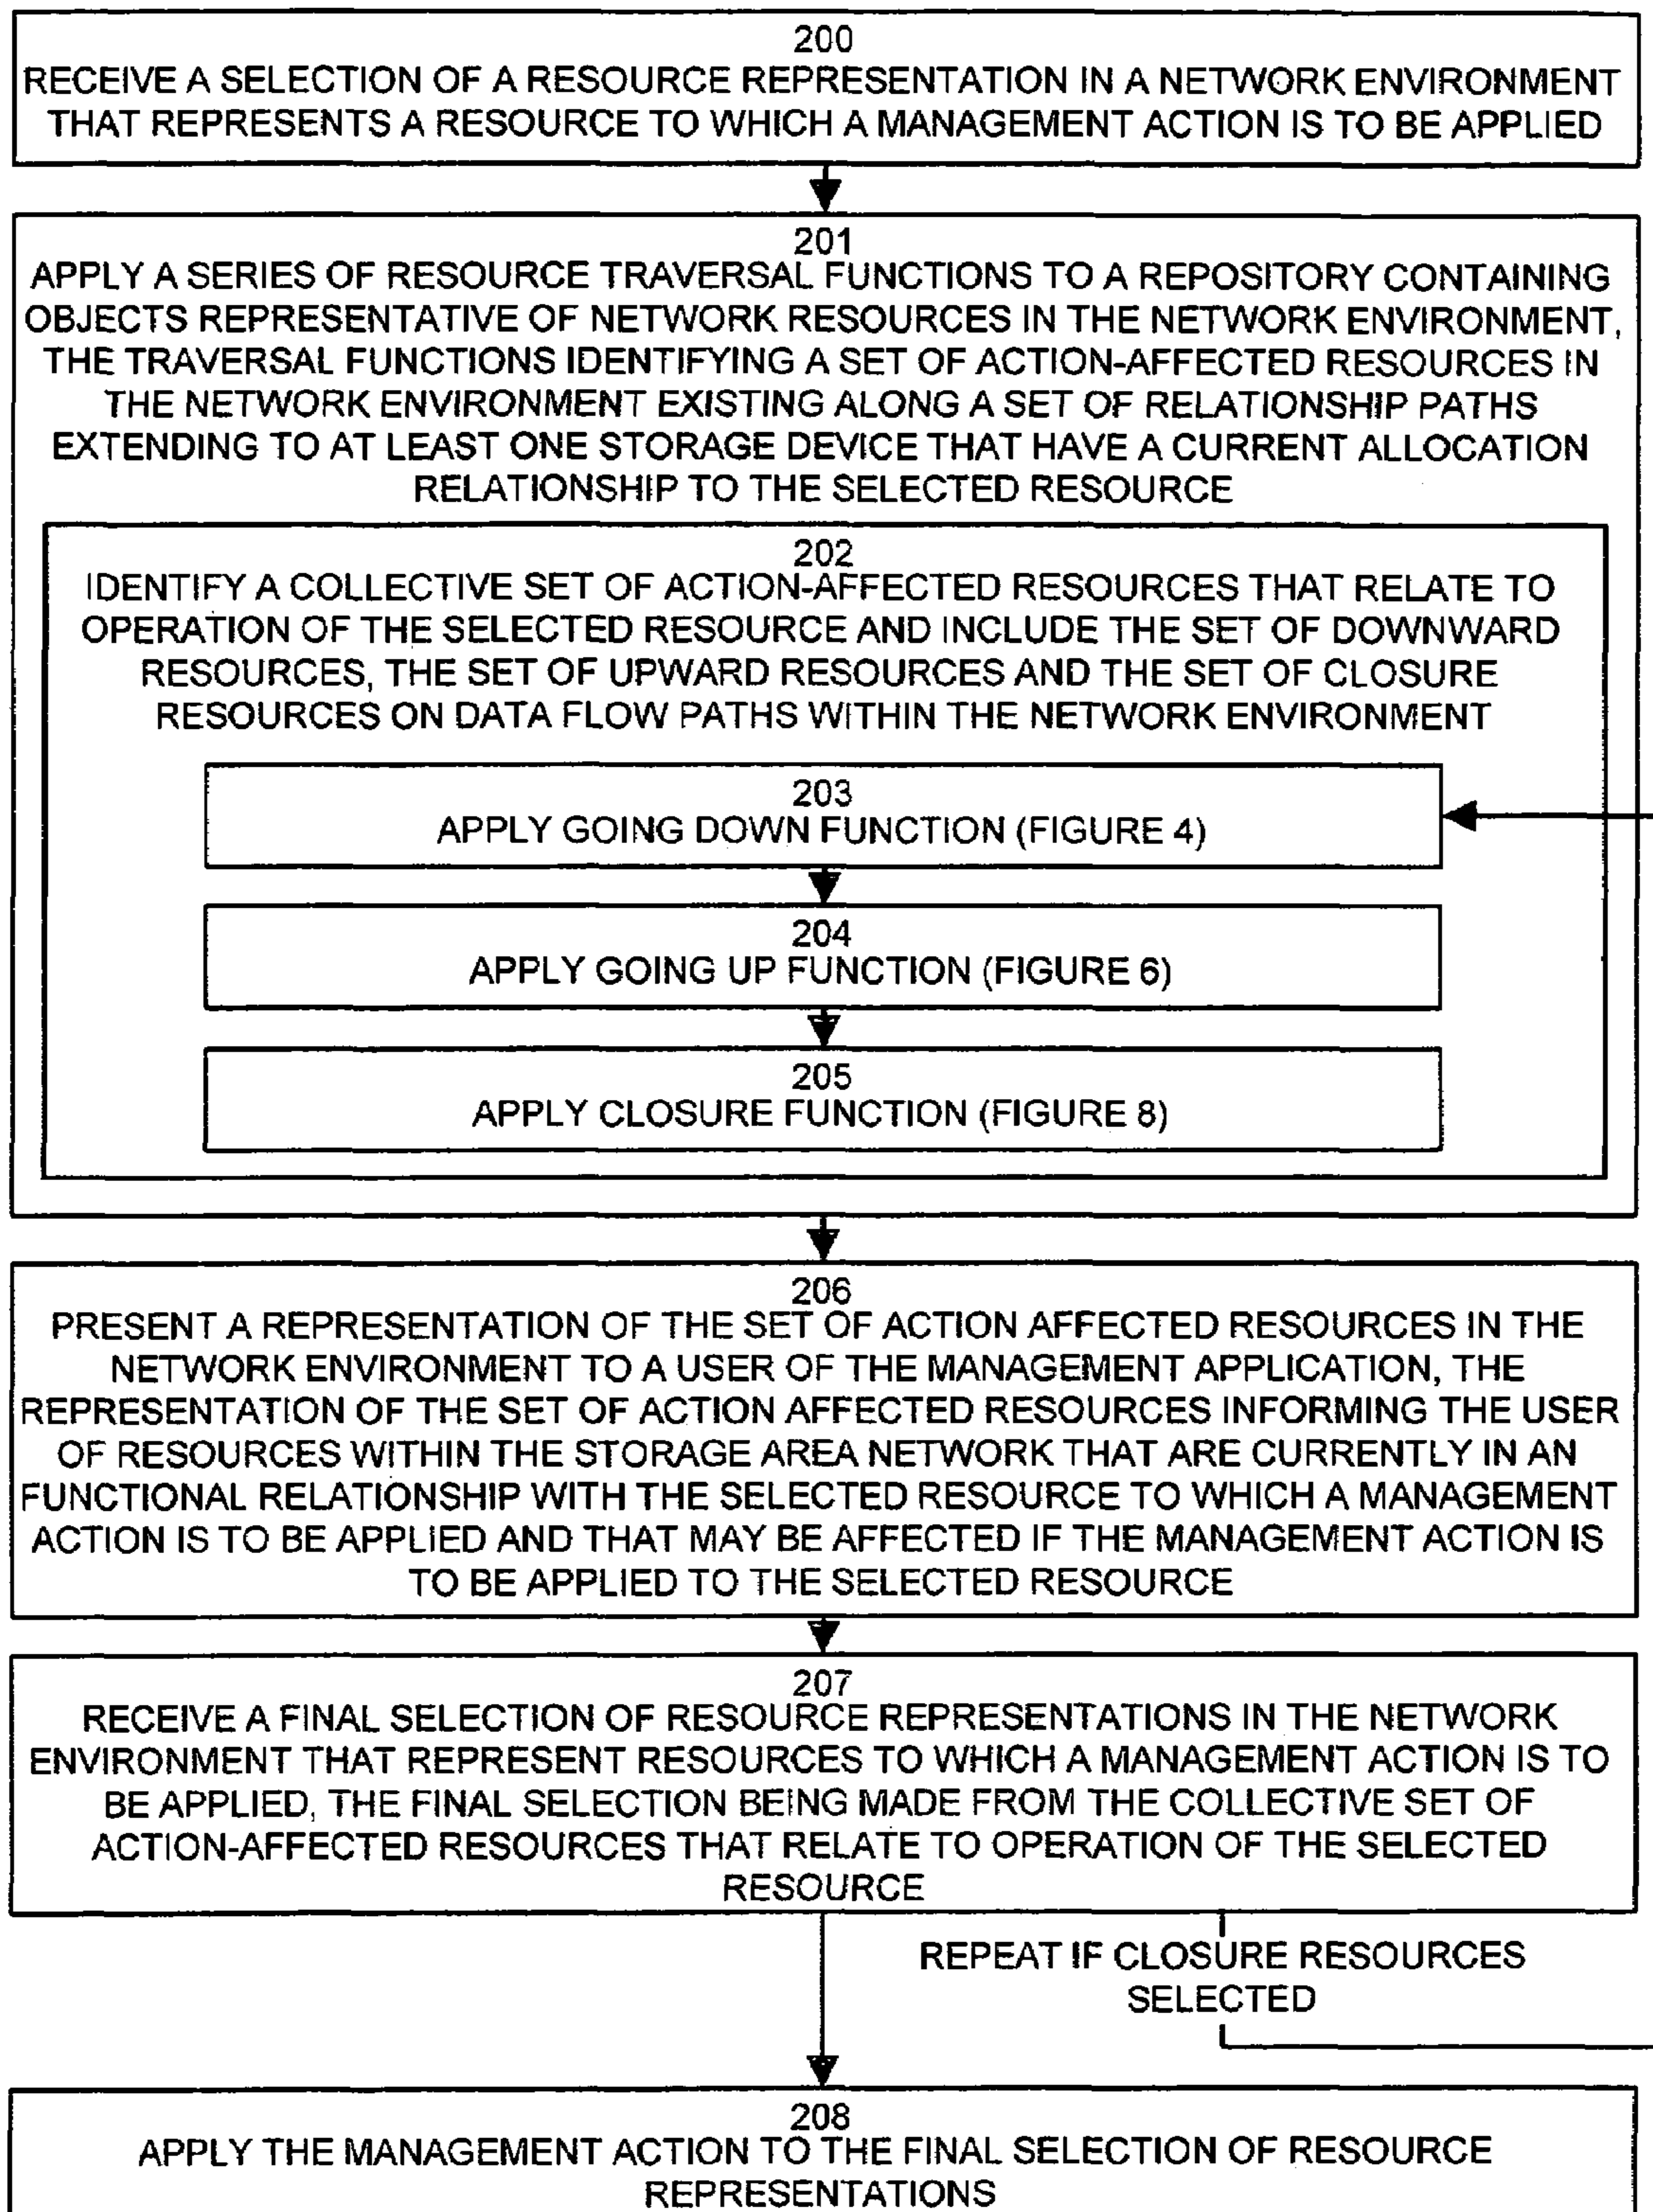 200
RECEIVE A SELECTION OF A RESOURCE REPRESENTATION IN A NETWORK ENVIRONMENT
THAT REPRESENTS A RESOURCE TO WHICH A MANAGEMENT ACTION IS TO BE APPLIED
201
APPLY A SERIES OF RESOURCE TRAVERSAL FUNCTIONS TO A REPOSITORY CONTAINING
OBJECTS REPRESENTATIVE OF NETWORK RESOURCES IN THE NETWORK ENVIRONMENT,
THE TRAVERSAL FUNCTIONS IDENTIFYING A SET OF ACTION-AFFECTED RESOURCES IN
THE NETWORK ENVIRONMENT EXISTING ALONG A SET OF RELATIONSHIP PATHS
EXTENDING TO AT LEAST ONE STORAGE DEVICE THAT HAVE A CURRENT ALLOCATION
RELATIONSHIP TO THE SELECTED RESOURCE
202
IDENTIFY A COLLECTIVE SET OF ACTION-AFFECTED RESOURCES THAT RELATE TO
OPERATION OF THE SELECTED RESOURCE AND INCLUDE THE SET OF DOWNWARD
RESOURCES, THE SET OF UPWARD RESOURCES AND THE SET OF CLOSURE
RESOURCES ON DATA FLOW PATHS WITHIN THE NETWORK ENVIRONMENT
203
APPLY GOING DOWN FUNCTION (FIGURE 4)
204
APPLY GOING UP FUNCTION (FIGURE 6)
205
APPLY CLOSURE FUNCTION (FIGURE 8)
206
PRESENT A REPRESENTATION OF THE SET OF ACTION AFFECTED RESOURCES IN THE
NETWORK ENVIRONMENT TO A USER OF THE MANAGEMENT APPLICATION, THE
REPRESENTATION OF THE SET OF ACTION AFFECTED RESOURCES INFORMING THE USER
OF RESOURCES WITHIN THE STORAGE AREA NETWORK THAT ARE CURRENTLY IN AN
FUNCTIONAL RELATIONSHIP WITH THE SELECTED RESOURCE TO WHICH A MANAGEMENT
ACTION IS TO BE APPLIED AND THAT MAY BE AFFECTED IF THE MANAGEMENT ACTION IS
TO BE APPLIED TO THE SELECTED RESOURCE
207
RECEIVE A FINAL SELECTION OF RESOURCE REPRESENTATIONS IN THE NETWORK
ENVIRONMENT THAT REPRESENT RESOURCES TO WHICH A MANAGEMENT ACTION IS TO
BE APPLIED, THE FINAL SELECTION BEING MADE FROM THE COLLECTIVE SET OF
ACTION-AFFECTED RESOURCES THAT RELATE TO OPERATION OF THE SELECTED
RESOURCE
REPEAT IF CLOSURE RESOURCES
SELECTED
208
APPLY THE MANAGEMENT ACTION TO THE FINAL SELECTION OF RESOURCE
REPRESENTATIONS